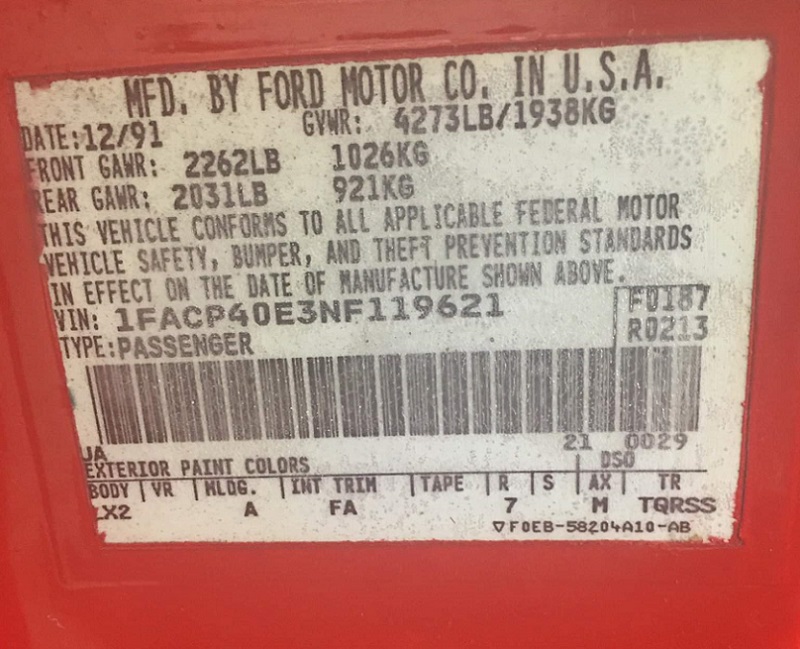 MFD. BY FORD MOTOR CO. IN U.S.A.
DATE:12/91 GVWR: 4273LB/1938KG
FRONT GAWR: 2262LB 1026KG
REAR GAWR: 2031LB 921KG
THIS VEHICLE CONFORMS TO ALL APPLICABLE FEDERAL MOTOR
VEHICLE SAFETY, BUMPER, AND THEFT PREVENTION STANDARDS
IN EFFECT ON THE DATE OF MANUFACTURE SHOWN ABOVE.
VIN: 1FACP40E3NF119621 F0187
TYPE:PASSENGER R0213
UA 21 0029
EXTERIOR PAINT COLORS DSO
BODY | VR | MLDG. | INT TRIM | TAPE | R | S | AX | TR
LX2 A FA 7 M TQRSS
▽F0EB-58204A10-AB